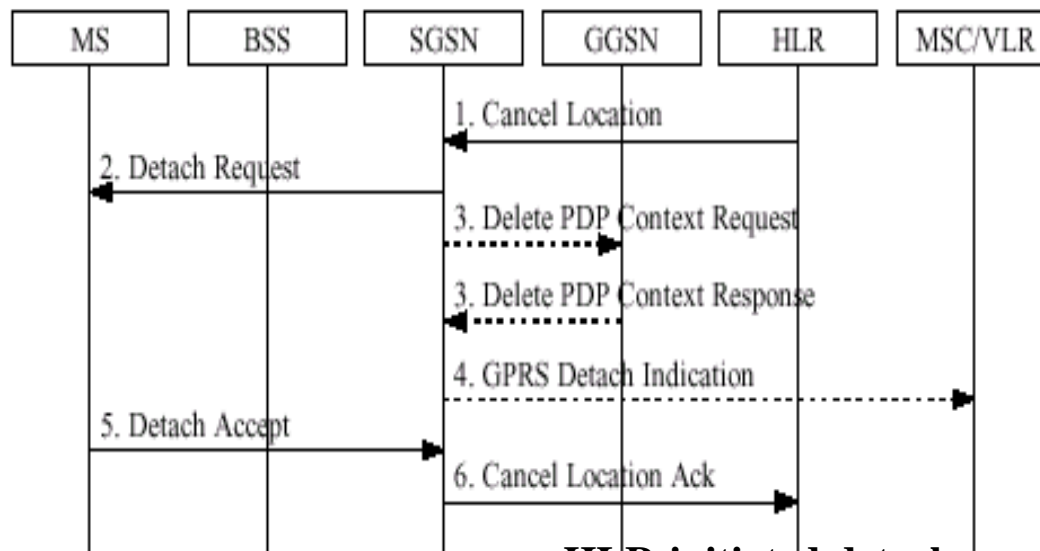 MS BSS SGSN GGSN HLR MSC/VLR
1. Cancel Location
2. Detach Request
3. Delete PDP Context Request
3. Delete PDP Context Response
4. GPRS Detach Indication
5. Detach Accept
6. Cancel Location Ack